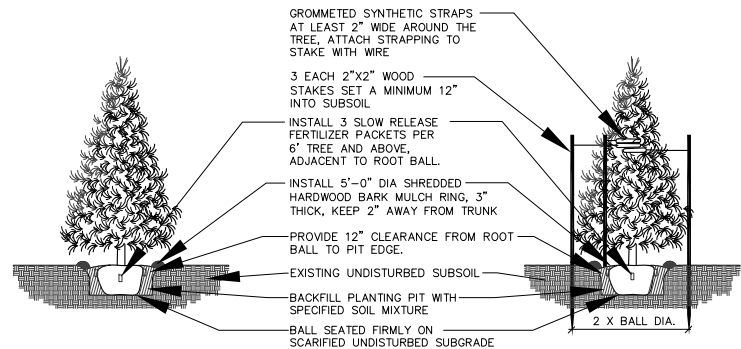 GROMMETED SYNTHETIC STRAPS
AT LEAST 2" WIDE AROUND THE
TREE, ATTACH STRAPPING TO
STAKE WITH WIRE
3 EACH 2"X2" WOOD
STAKES SET A MINIMUM 12"
INTO SUBSOIL
INSTALL 3 SLOW RELEASE
FERTILIZER PACKETS PER
6' TREE AND ABOVE,
ADJACENT TO ROOT BALL.
INSTALL 5'-0" DIA SHREDDED
HARDWOOD BARK MULCH RING, 3"
THICK, KEEP 2" AWAY FROM TRUNK
PROVIDE 12" CLEARANCE FROM ROOT
BALL TO PIT EDGE.
EXISTING UNDISTURBED SUBSOIL
BACKFILL PLANTING PIT WITH
SPECIFIED SOIL MIXTURE
BALL SEATED FIRMLY ON
SCARIFIED UNDISTURBED SUBGRADE
2 X BALL DIA.